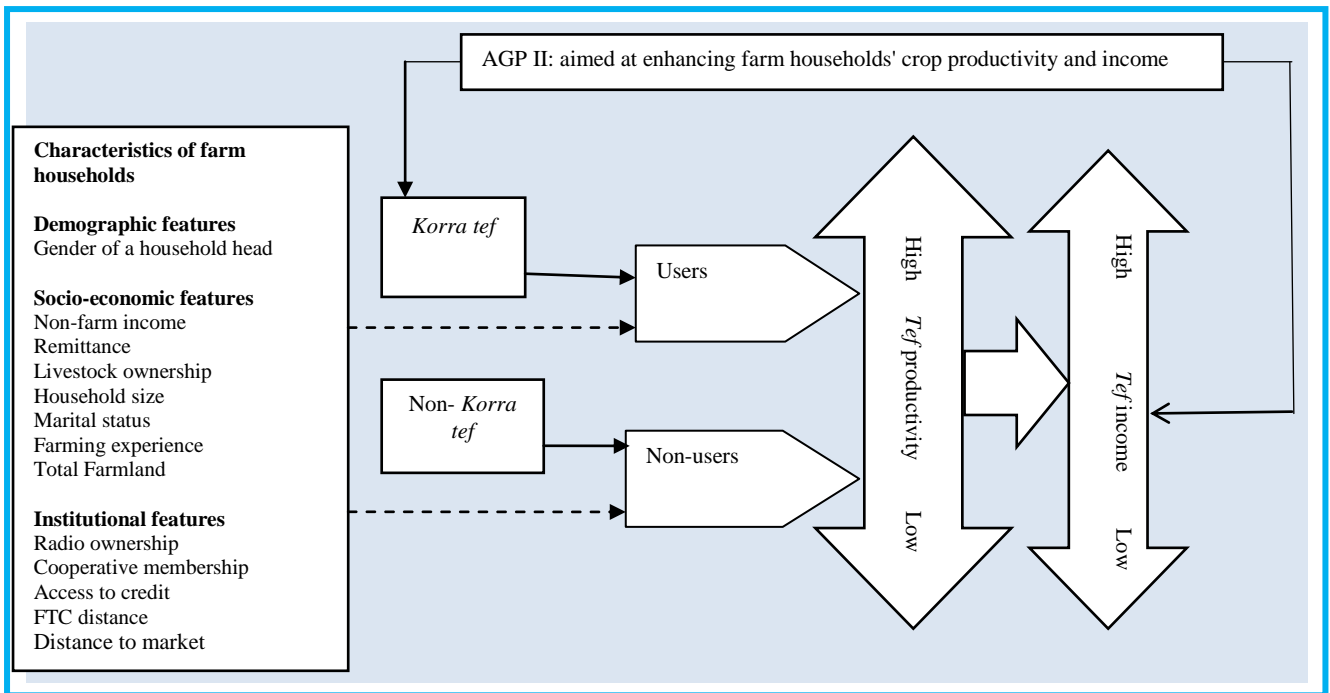 AGP II: aimed at enhancing farm households' crop productivity and income
Characteristics of farm
households
Demographic features
Gender of a household head
Socio-economic features
Non-farm income
Remittance
Livestock ownership
Household size
Marital status
Farming experience
Total Farmland
Institutional features
Radio ownership
Cooperative membership
Access to credit
FTC distance
Distance to market
Korra tef
Users
Non- Korra
tef
Non-users
High Tef productivity Low
High Tef income Low